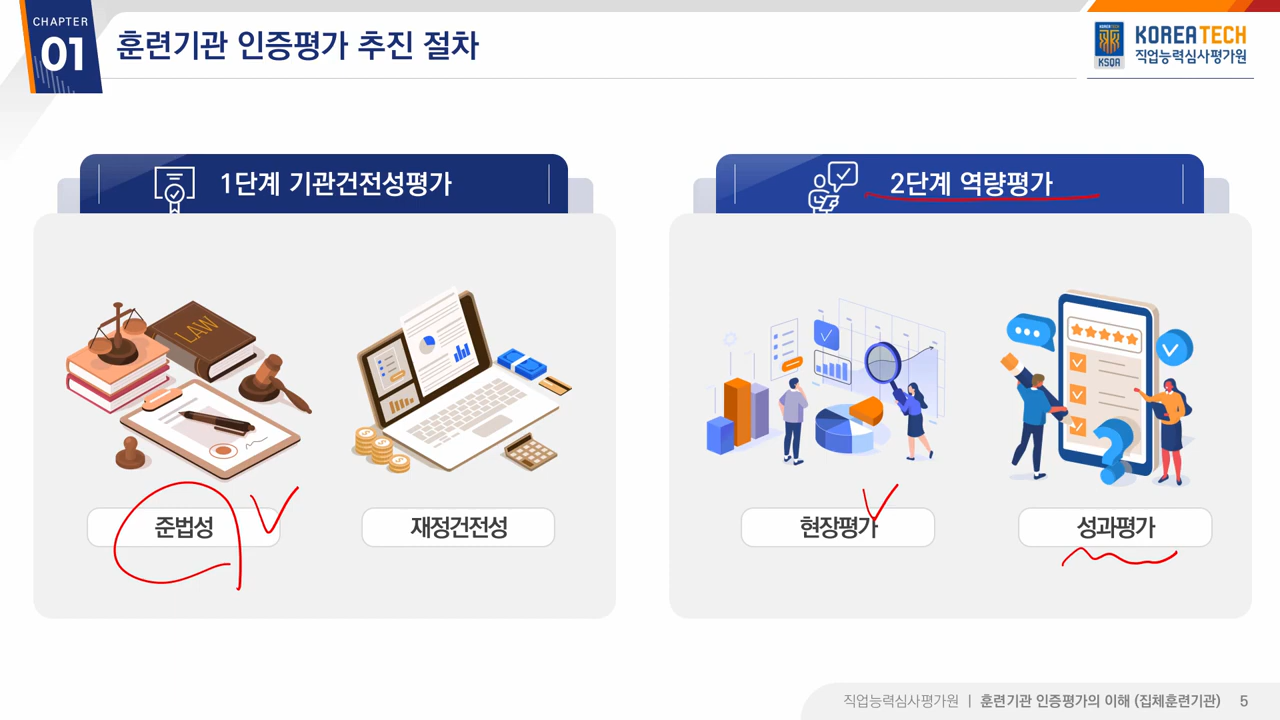 CHAPTER
01
훈련기관 인증평가 추진 절차
KSQA
KOREATECH
직업능력심사평가원
1단계 기관건전성평가
2단계 역량평가
LAW
준법성
재정건전성
현장평가
성과평가
직업능력심사평가원 | 훈련기관 인증평가의 이해 (집체훈련기관) 5